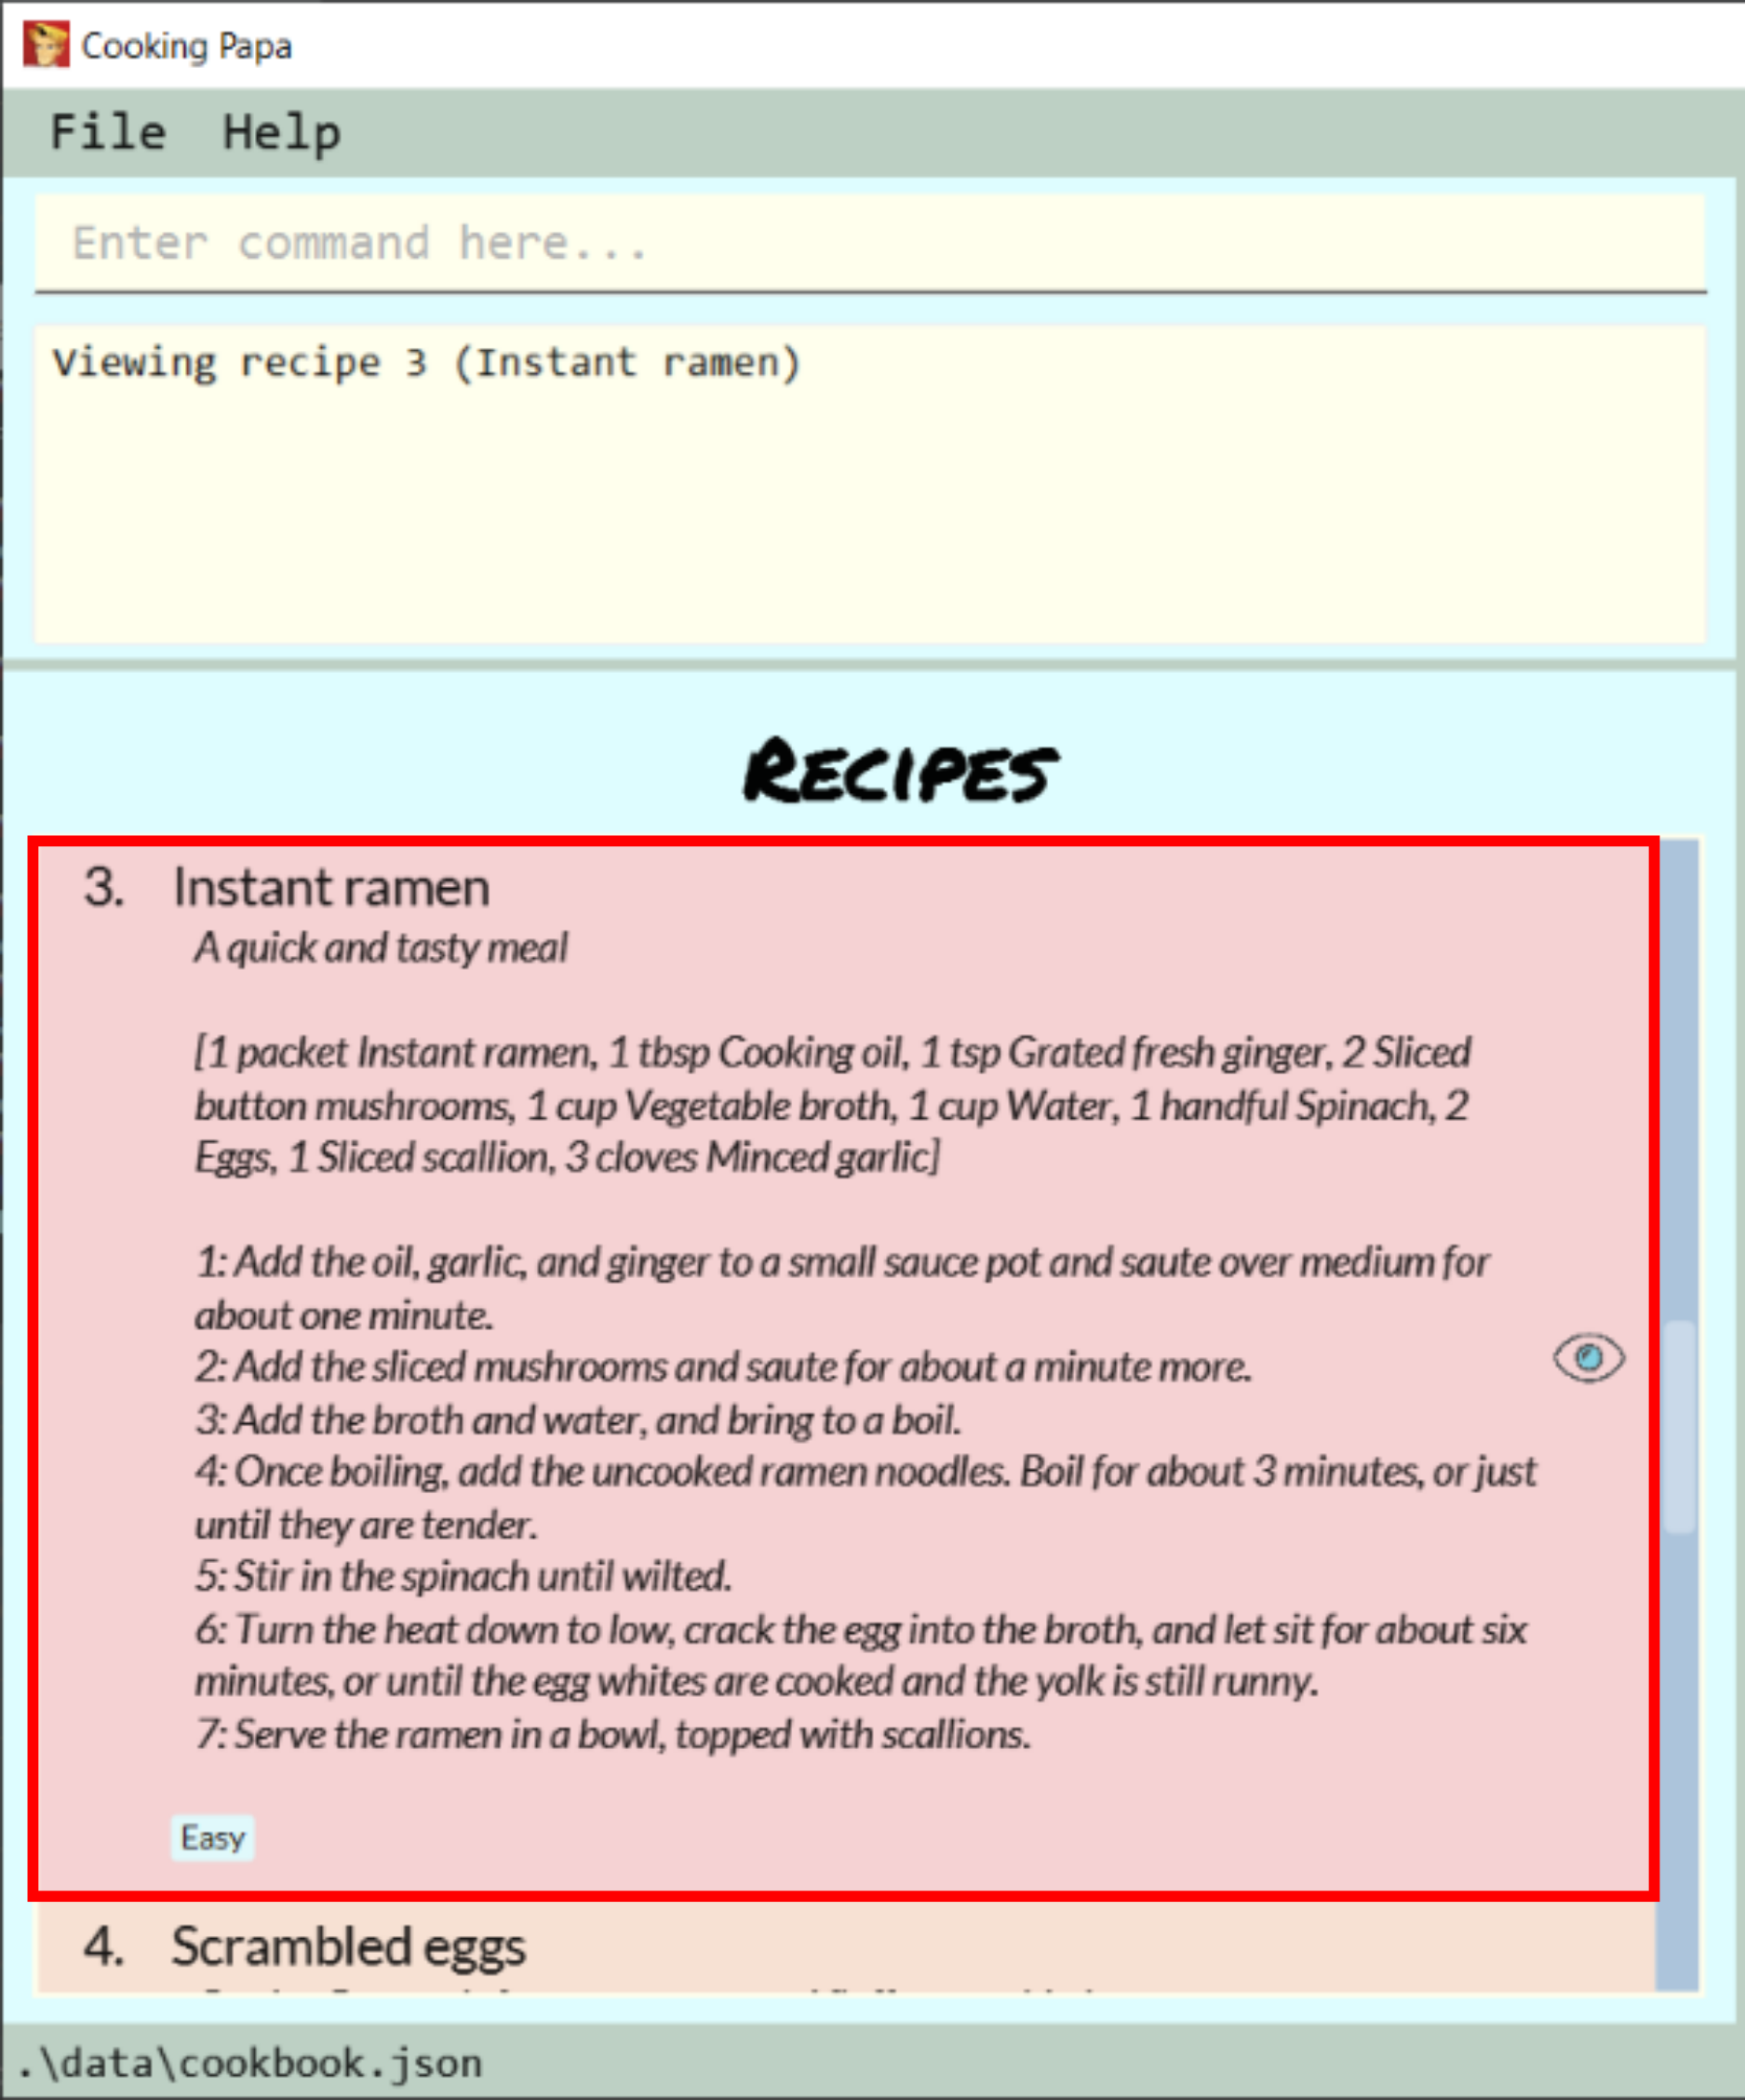 Cooking Papa
File Help
Enter command here...
Viewing recipe 3 (Instant ramen)
RECIPES
3. Instant ramen
A quick and tasty meal
[1 packet Instant ramen, 1 tbsp Cooking oil, 1 tsp Grated fresh ginger, 2 Sliced
button mushrooms, 1 cup Vegetable broth, 1 cup Water, 1 handful Spinach, 2
Eggs, 1 Sliced scallion, 3 cloves Minced garlic]
1: Add the oil, garlic, and ginger to a small sauce pot and saute over medium for
about one minute.
2: Add the sliced mushrooms and saute for about a minute more.
3: Add the broth and water, and bring to a boil.
4: Once boiling, add the uncooked ramen noodles. Boil for about 3 minutes, or just
until they are tender.
5: Stir in the spinach until wilted.
6: Turn the heat down to low, crack the egg into the broth, and let sit for about six
minutes, or until the egg whites are cooked and the yolk is still runny.
7: Serve the ramen in a bowl, topped with scallions.
Easy
4. Scrambled eggs
.\data\cookbook.json